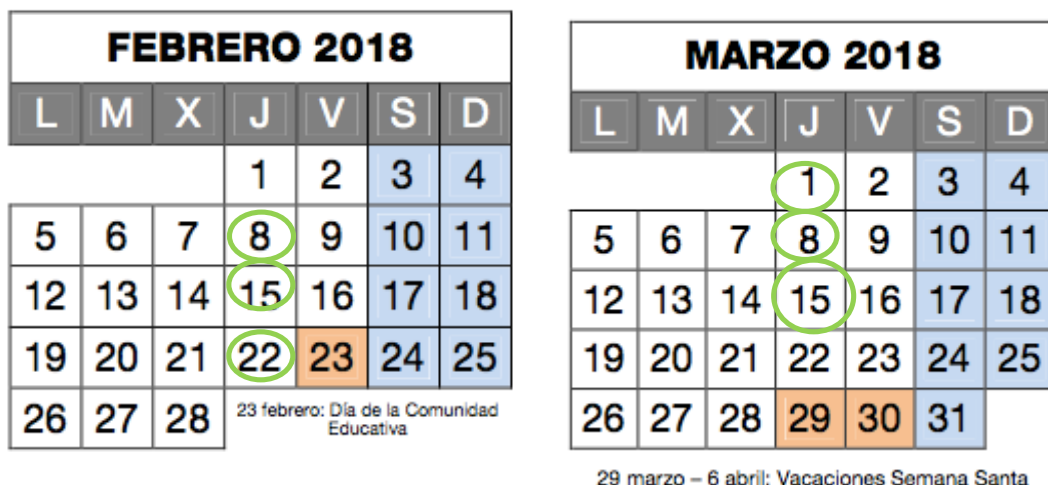 FEBRERO 2018
L M X J V S D
1 2 3 4
5 6 7 8 9 10 11
12 13 14 15 16 17 18
19 20 21 22 23 24 25
26 27 28
23 febrero: Día de la Comunidad
Educativa
MARZO 2018
L M X J V S D
1 2 3 4
5 6 7 8 9 10 11
12 13 14 15 16 17 18
19 20 21 22 23 24 25
26 27 28 29 30 31
29 marzo – 6 abril: Vacaciones Semana Santa